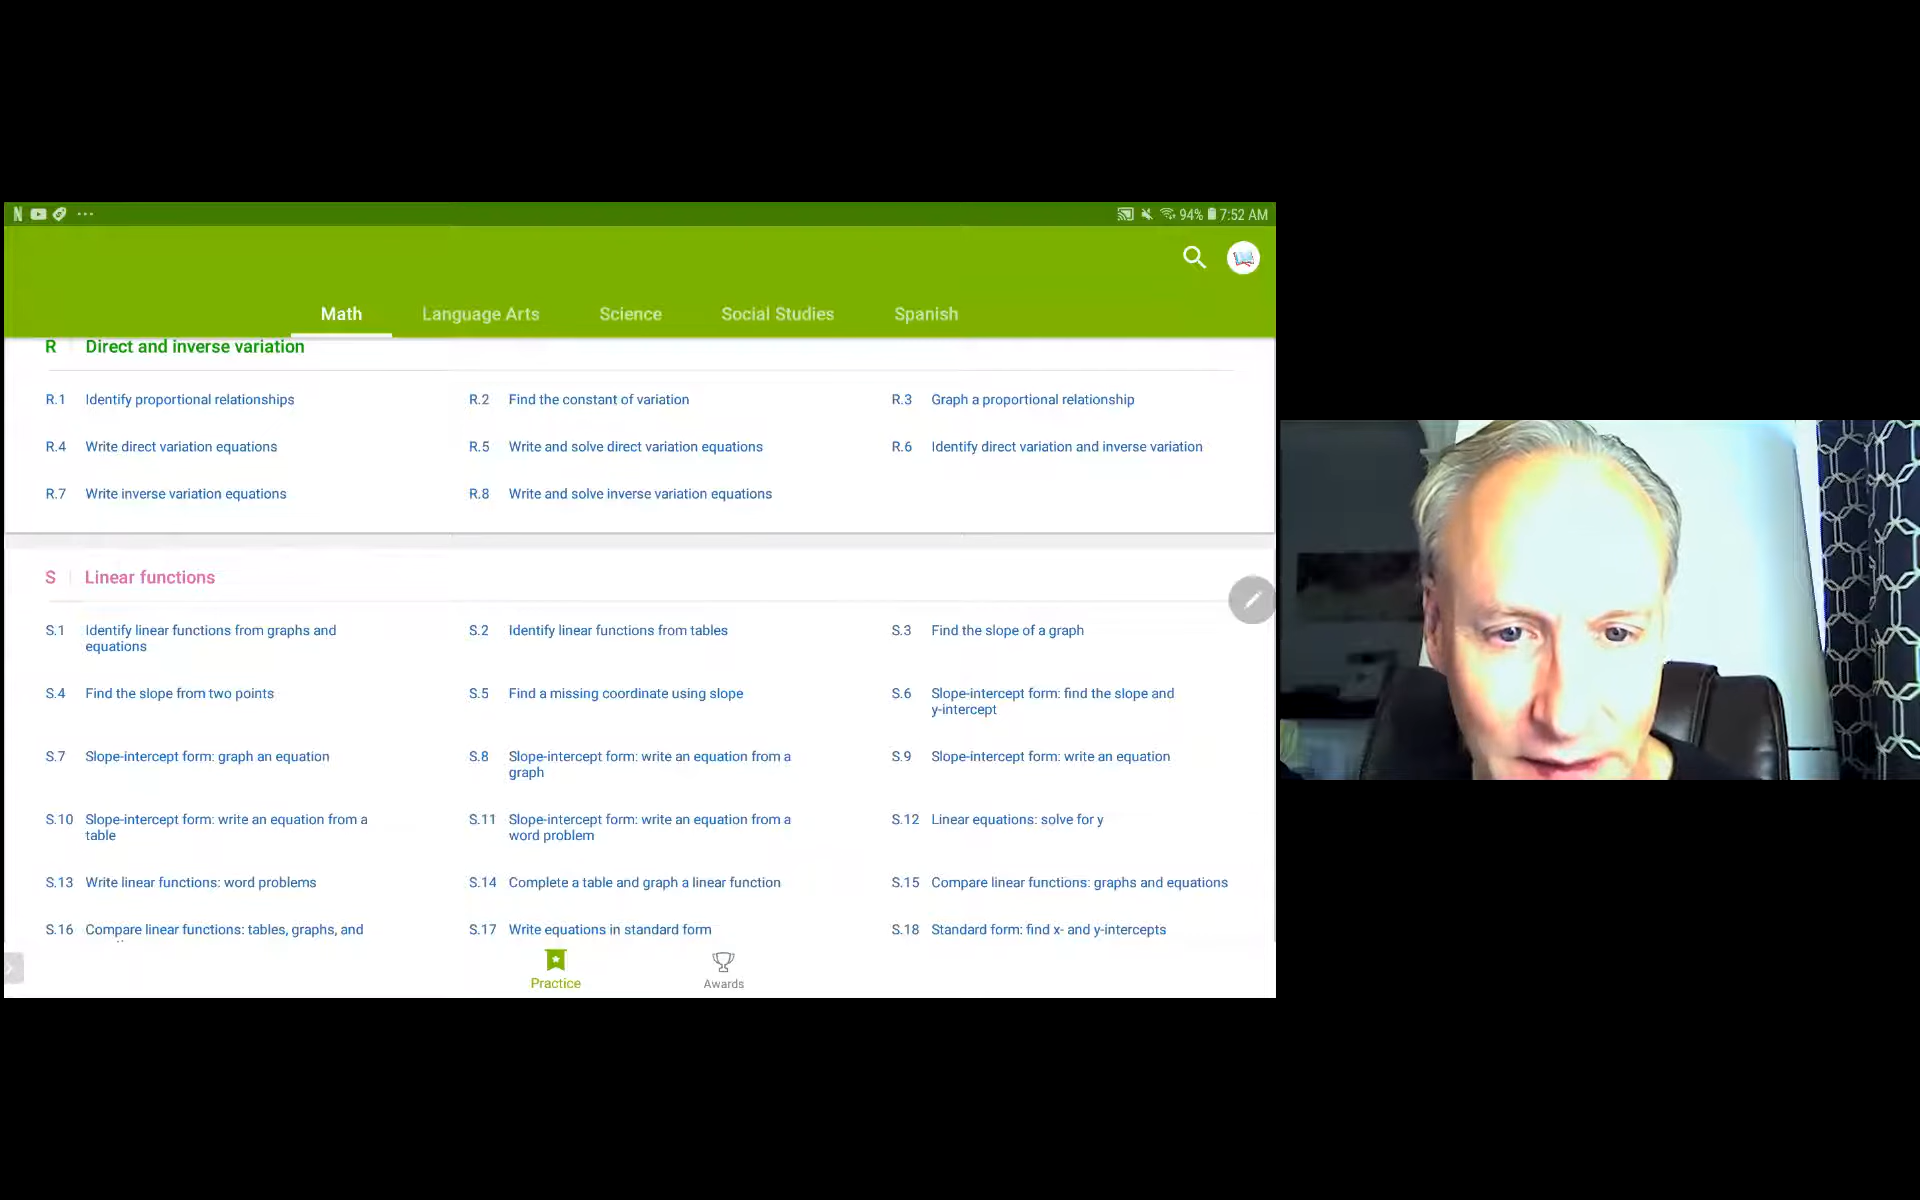 N ... 94% 7:52 AM
Math Language Arts Science Social Studies Spanish
R Direct and inverse variation
R.1 Identify proportional relationships
R.2 Find the constant of variation
R.3 Graph a proportional relationship
R.4 Write direct variation equations
R.5 Write and solve direct variation equations
R.6 Identify direct variation and inverse variation
R.7 Write inverse variation equations
R.8 Write and solve inverse variation equations
S Linear functions
S.1 Identify linear functions from graphs and
equations
S.2 Identify linear functions from tables
S.3 Find the slope of a graph
S.4 Find the slope from two points
S.5 Find a missing coordinate using slope
S.6 Slope-intercept form: find the slope and
y-intercept
S.7 Slope-intercept form: graph an equation
S.8 Slope-intercept form: write an equation from a
graph
S.9 Slope-intercept form: write an equation
S.10 Slope-intercept form: write an equation from a
table
S.11 Slope-intercept form: write an equation from a
word problem
S.12 Linear equations: solve for y
S.13 Write linear functions: word problems
S.14 Complete a table and graph a linear function
S.15 Compare linear functions: graphs and equations
S.16 Compare linear functions: tables, graphs, and
S.17 Write equations in standard form
S.18 Standard form: find x- and y-intercepts
Practice
Awards